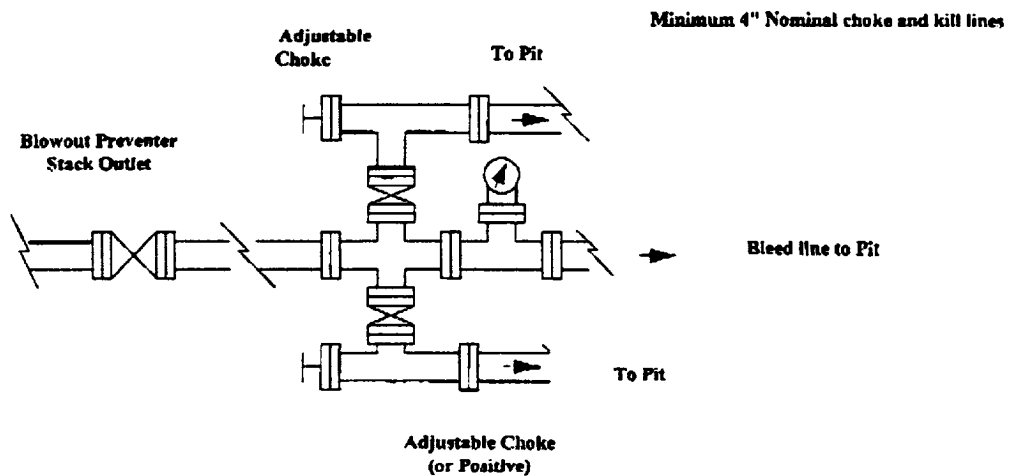 Minimum 4" Nominal choke and kill lines
Adjustable
Choke
To Pit
Blowout Preventer
Stack Outlet
Bleed line to Pit
To Pit
Adjustable Choke
(or Positive)